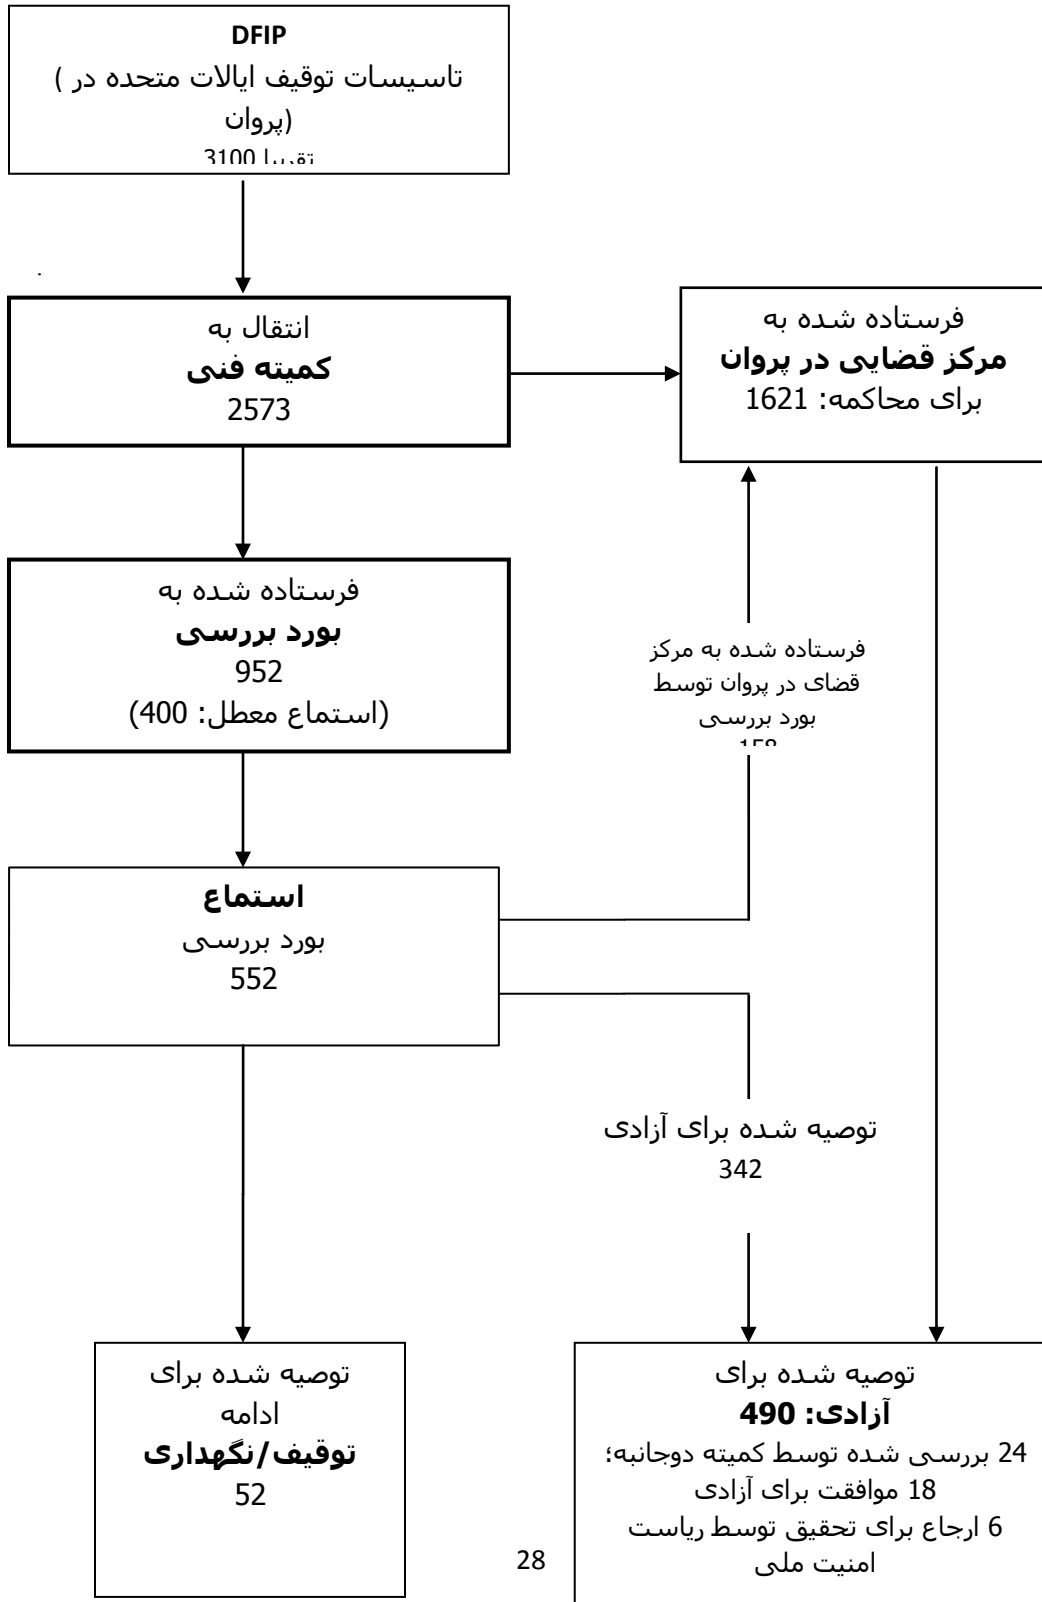 DFIP
تاسیسات توقیف ایالات متحده در )
(پروان
تقریبا 3100
انتقال به
کمیته فنی
2573
فرستاده شده به
مرکز قضایی در پروان
برای محاکمه: 1621
فرستاده شده به
بورد بررسی
952
(استماع معطل: 400)
فرستاده شده به مرکز
قضای در پروان توسط
بورد بررسی
158
استماع
بورد بررسی
552
توصیه شده برای آزادی
342
توصیه شده برای
ادامه
توقیف/نگهداری
52
توصیه شده برای
آزادی: 490
24 بررسی شده توسط کمیته دوجانبه؛
18 موافقت برای آزادی
6 ارجاع برای تحقیق توسط ریاست
امنیت ملی
28